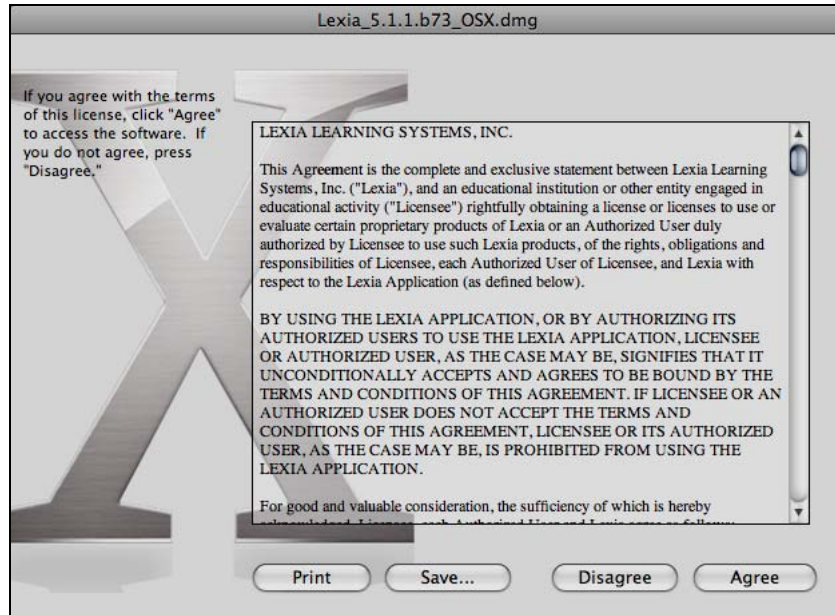 Lexia_5.1.1.b73_OSX.dmg
If you agree with the terms
of this license, click "Agree"
to access the software.  If
you do not agree, press
"Disagree."
LEXIA LEARNING SYSTEMS, INC.
This Agreement is the complete and exclusive statement between Lexia Learning
Systems, Inc. ("Lexia"), and an educational institution or other entity engaged in
educational activity ("Licensee") rightfully obtaining a license or licenses to use or
evaluate certain proprietary products of Lexia or an Authorized User duly
authorized by Licensee to use such Lexia products, of the rights, obligations and
responsibilities of Licensee, each Authorized User of Licensee, and Lexia with
respect to the Lexia Application (as defined below).
BY USING THE LEXIA APPLICATION, OR BY AUTHORIZING ITS
AUTHORIZED USERS TO USE THE LEXIA APPLICATION, LICENSEE
OR AUTHORIZED USER, AS THE CASE MAY BE, SIGNIFIES THAT IT
UNCONDITIONALLY ACCEPTS AND AGREES TO BE BOUND BY THE
TERMS AND CONDITIONS OF THIS AGREEMENT. IF LICENSEE OR AN
AUTHORIZED USER DOES NOT ACCEPT THE TERMS AND
CONDITIONS OF THIS AGREEMENT, LICENSEE OR ITS AUTHORIZED
USER, AS THE CASE MAY BE, IS PROHIBITED FROM USING THE
LEXIA APPLICATION.
For good and valuable consideration, the sufficiency of which is hereby
Print
Save...
Disagree
Agree